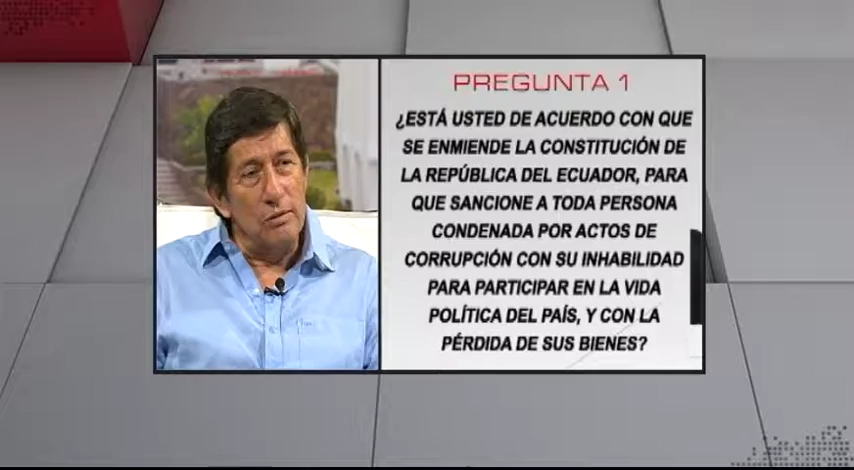 PREGUNTA 1
¿ESTÁ USTED DE ACUERDO CON QUE
SE ENMIENDE LA CONSTITUCIÓN DE
LA REPÚBLICA DEL ECUADOR, PARA
QUE SANCIONE A TODA PERSONA
CONDENADA POR ACTOS DE
CORRUPCIÓN CON SU INHABILIDAD
PARA PARTICIPAR EN LA VIDA
POLÍTICA DEL PAÍS, Y CON LA
PÉRDIDA DE SUS BIENES?